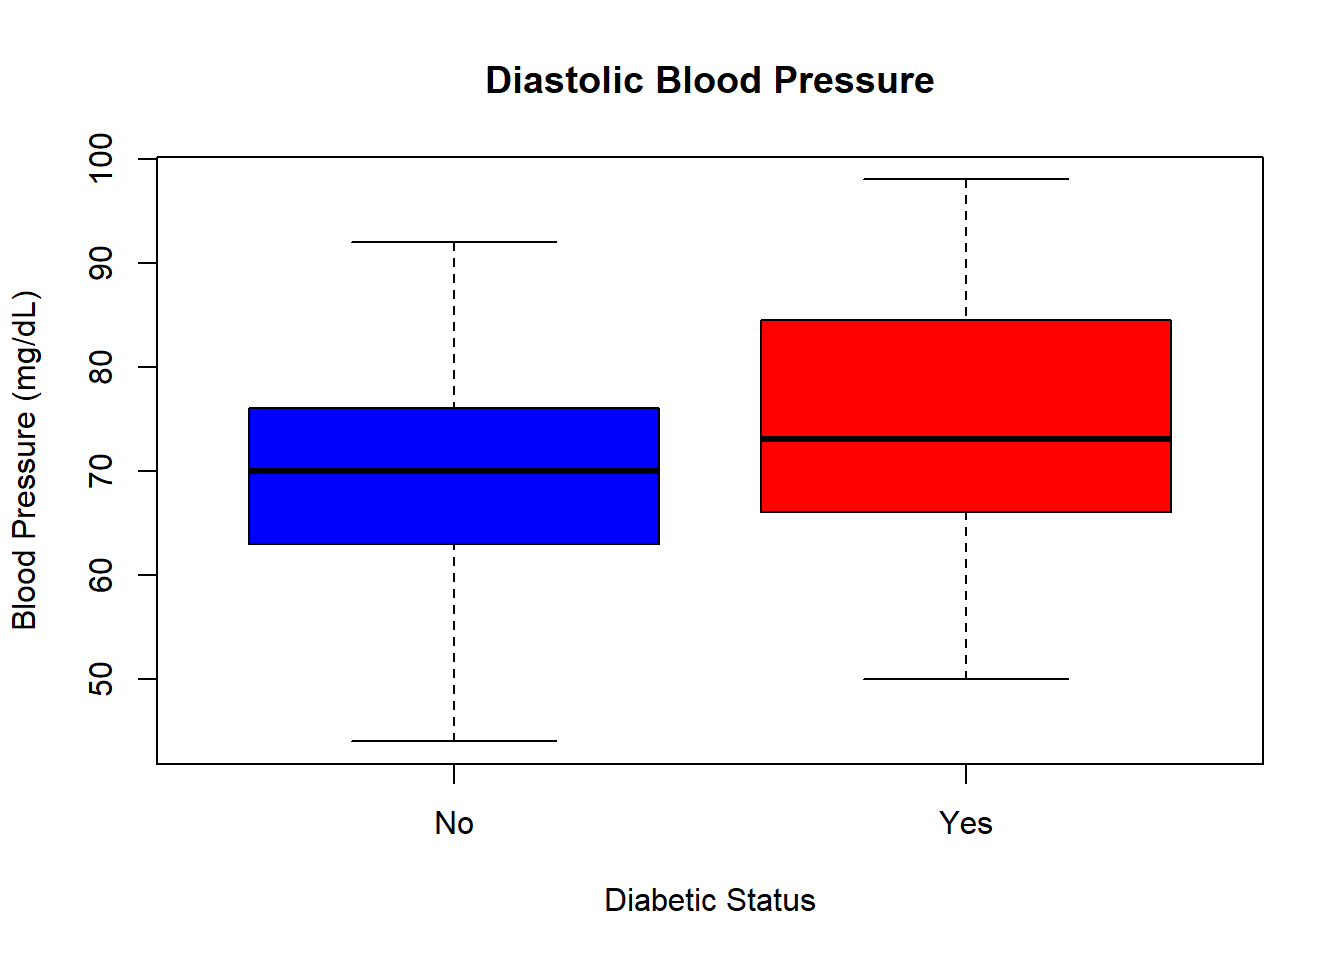 Diastolic Blood Pressure
Blood Pressure (mg/dL)
100
90
80
70
60
50
No
Yes
Diabetic Status